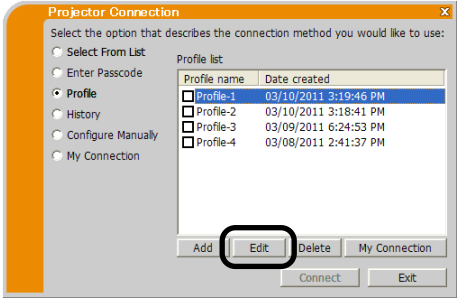 Projector Connection x
Select the option that describes the connection method you would like to use:
Select From List
Enter Passcode
Profile
History
Configure Manually
My Connection
Profile list
Profile name Date created
Profile-1 03/10/2011 3:19:46 PM
Profile-2 03/10/2011 3:18:41 PM
Profile-3 03/09/2011 6:24:53 PM
Profile-4 03/08/2011 2:41:37 PM
Add Edit Delete My Connection
Connect Exit